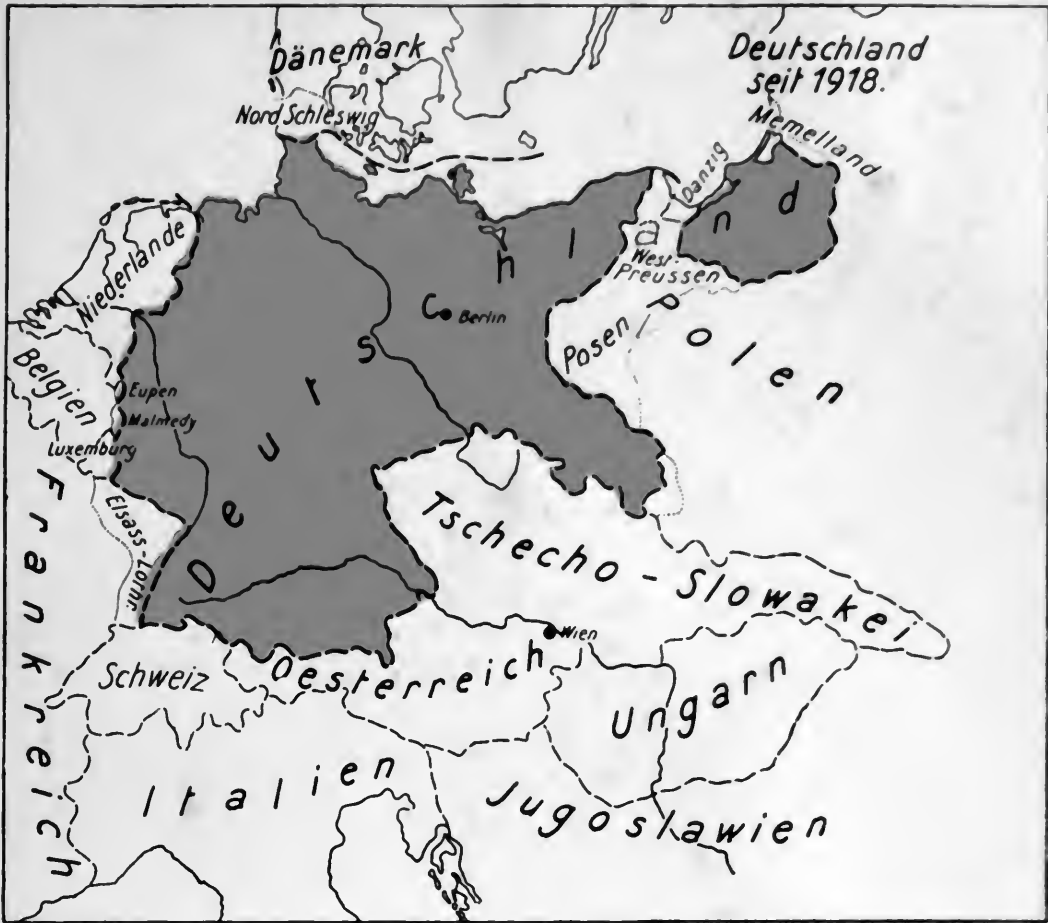 Deutschland
seit 1918.
Dänemark
Nord Schleswig
Memelland
Danzig
Niederlande
West-
Preussen
Deutschland
Berlin
Posen
Polen
Belgien
Eupen
Malmedy
Luxemburg
Frankreich
Elsass-Lothr.
Tschecho-Slowakei
Wien
Schweiz
Oesterreich
Ungarn
Italien
Jugoslawien